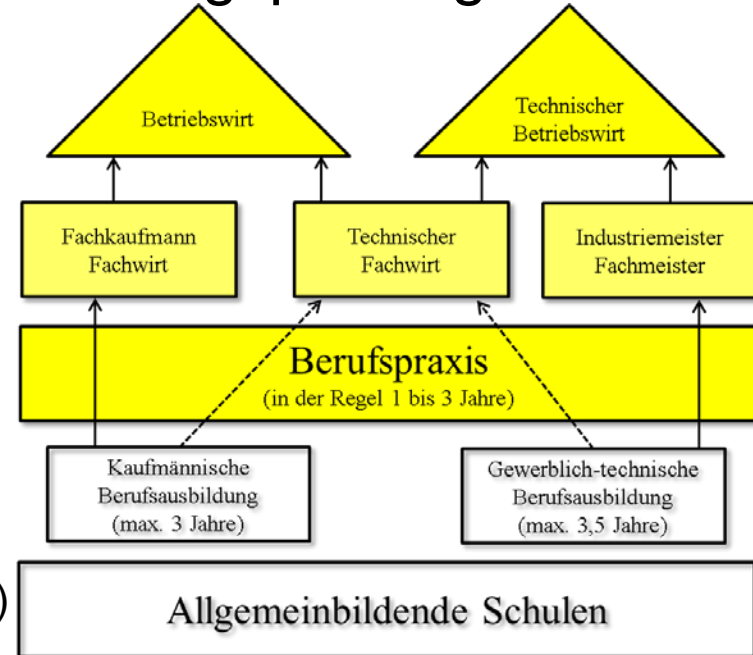 Betriebswirt
Technischer
Betriebswirt
Fachkaufmann
Fachwirt
Technischer
Fachwirt
Industriemeister
Fachmeister
Berufspraxis
(in der Regel 1 bis 3 Jahre)
Kaufmännische
Berufsausbildung
(max. 3 Jahre)
Gewerblich-technische
Berufsausbildung
(max. 3,5 Jahre)
)
Allgemeinbildende Schulen